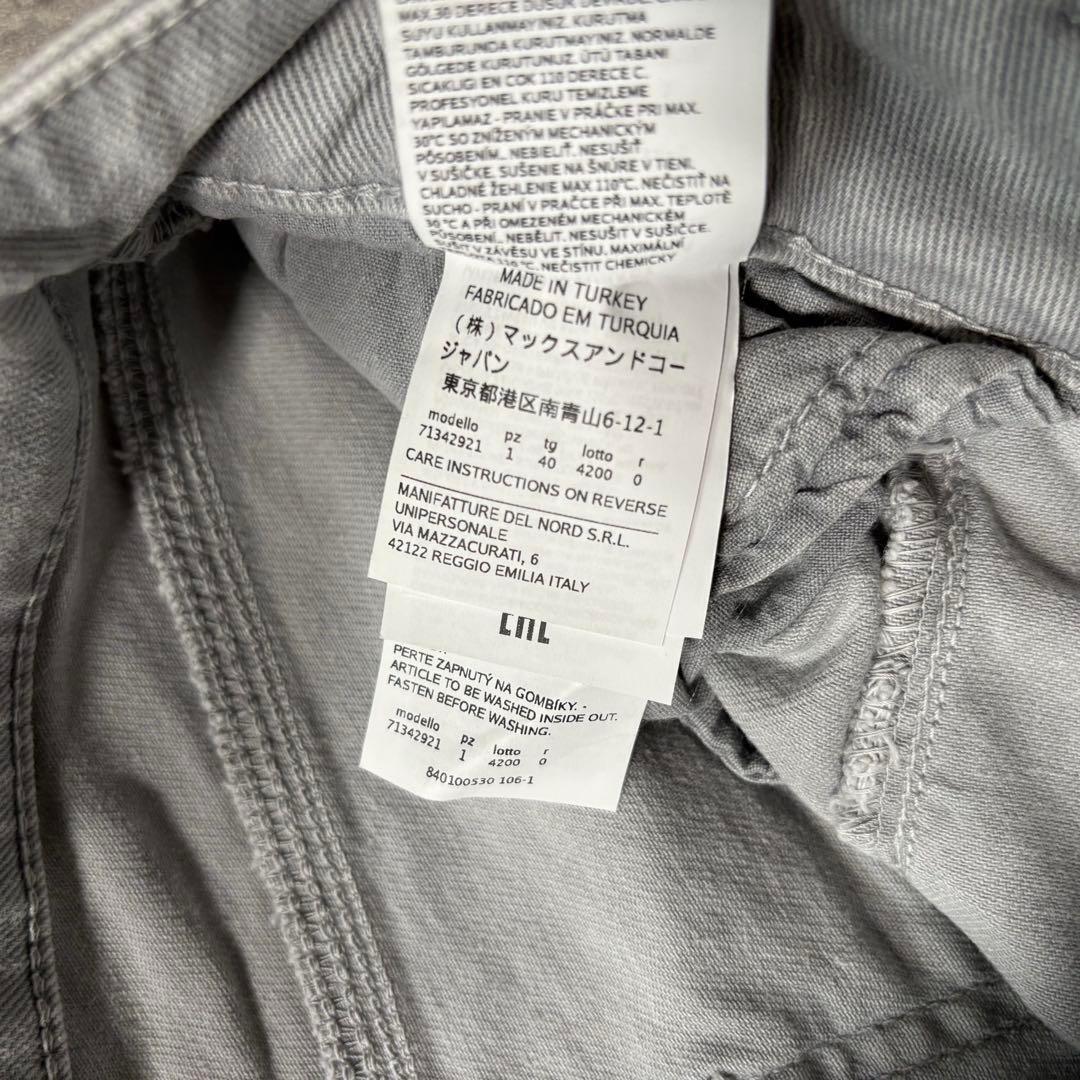 MAX.30 DERECE DÜSÜK
SUYU KULLANMAYINIZ. KURUTMA
TAMBURUNDA KURUTMAYINIZ. NORMALDE
GÖLGEDE KURUTUNUZ. ÜTÜ TABANI
SICAKLIGI EN COK 110 DERECE C.
PROFESYONEL KURU TEMIZLEME
YAPILAMAZ - PRANIE V PRÁČKE PRI MAX.
30°C SO ZNÍŽENÝM MECHANICKÝM
PÔSOBENÍM.. NEBIELIŤ. NESUŠIŤ
V SUŠIČKE, SUŠENIE NA ŠNÚRE V TIENI.
CHLADNÉ ŽEHLENIE MAX 110°C. NEČISTIŤ NA
SUCHO - PRANÍ V PRAČCE PŘI MAX. TEPLOTĚ
30 °C A PŘI OMEZENÉM MECHANICKÉM
PŮSOBENÍ.. NEBĚLIT. NESUŠIT V SUŠIČCE.
SUŠIT V ZÁVĚSU VE STÍNU. MAXIMÁLNÍ
110°C. NEČISTIT CHEMICKY
MADE IN TURKEY
FABRICADO EM TURQUIA
(株)マックスアンドコー
ジャパン
東京都港区南青山6-12-1
modello pz tg lotto r
71342921 1 40 4200 0
CARE INSTRUCTIONS ON REVERSE
MANIFATTURE DEL NORD S.R.L.
UNIPERSONALE
VIA MAZZACURATI, 6
42122 REGGIO EMILIA ITALY
PERTE ZAPNUTÝ NA GOMBÍKY. -
ARTICLE TO BE WASHED INSIDE OUT.
FASTEN BEFORE WASHING.
modello pz lotto r
71342921 1 4200 0
840100530 106-1